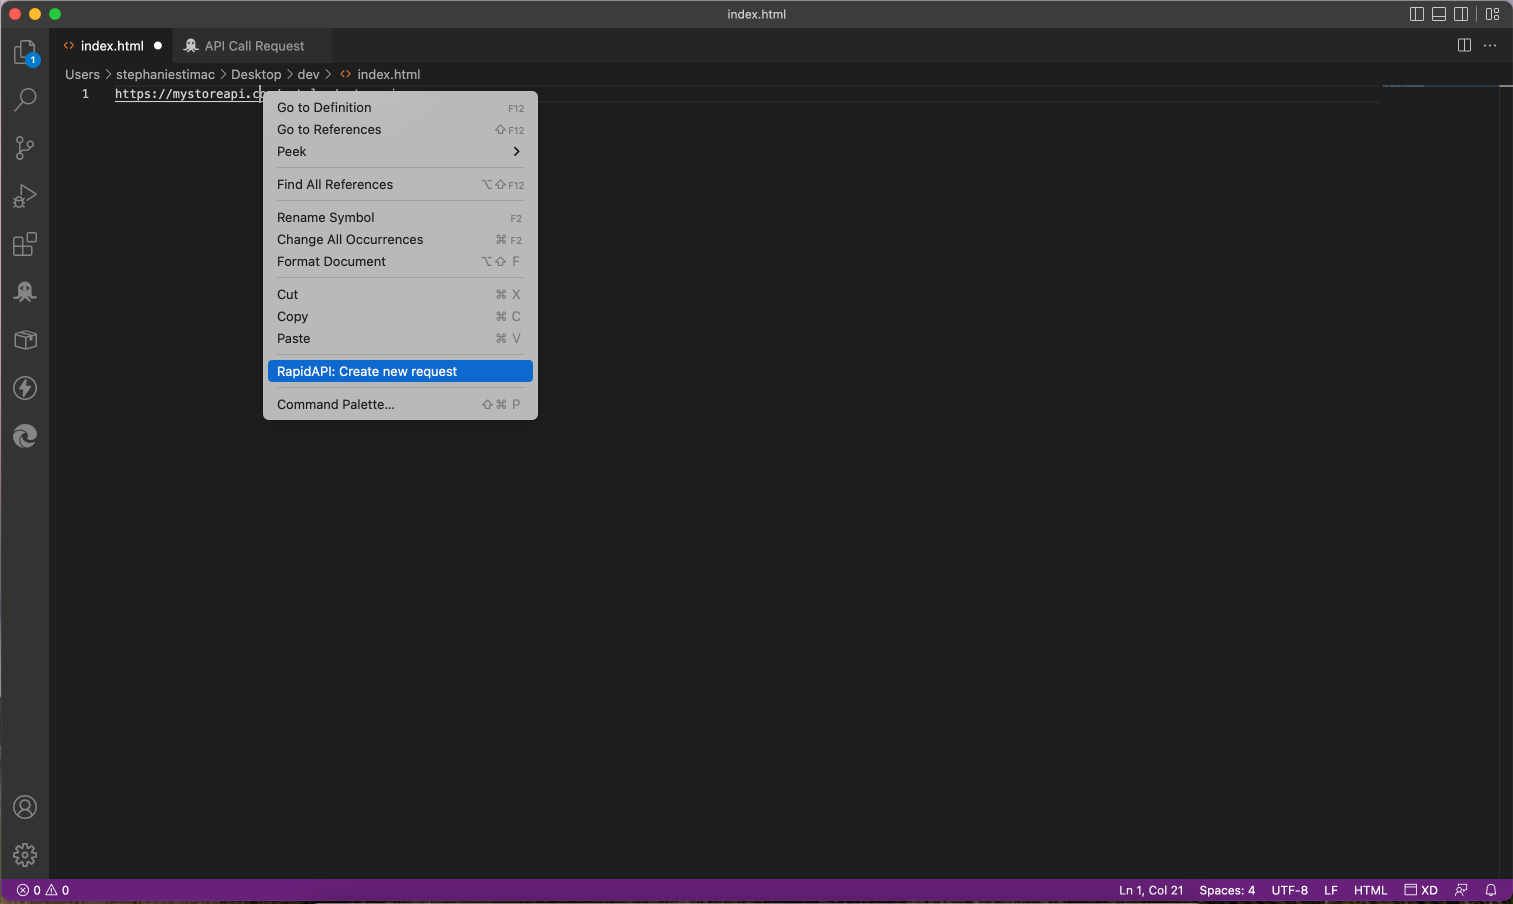 index.html
1
index.html
API Call Request
Users > stephaniestimac > Desktop > dev > index.html
1 https://mystoreapi.c
Go to Definition F12
Go to References ⇧F12
Peek
Find All References ⌥⇧F12
Rename Symbol F2
Change All Occurrences ⌘F2
Format Document ⌥⇧F
Cut ⌘X
Copy ⌘C
Paste ⌘V
RapidAPI: Create new request
Command Palette... ⇧⌘P
0 0
Ln 1, Col 21 Spaces: 4 UTF-8 LF HTML XD